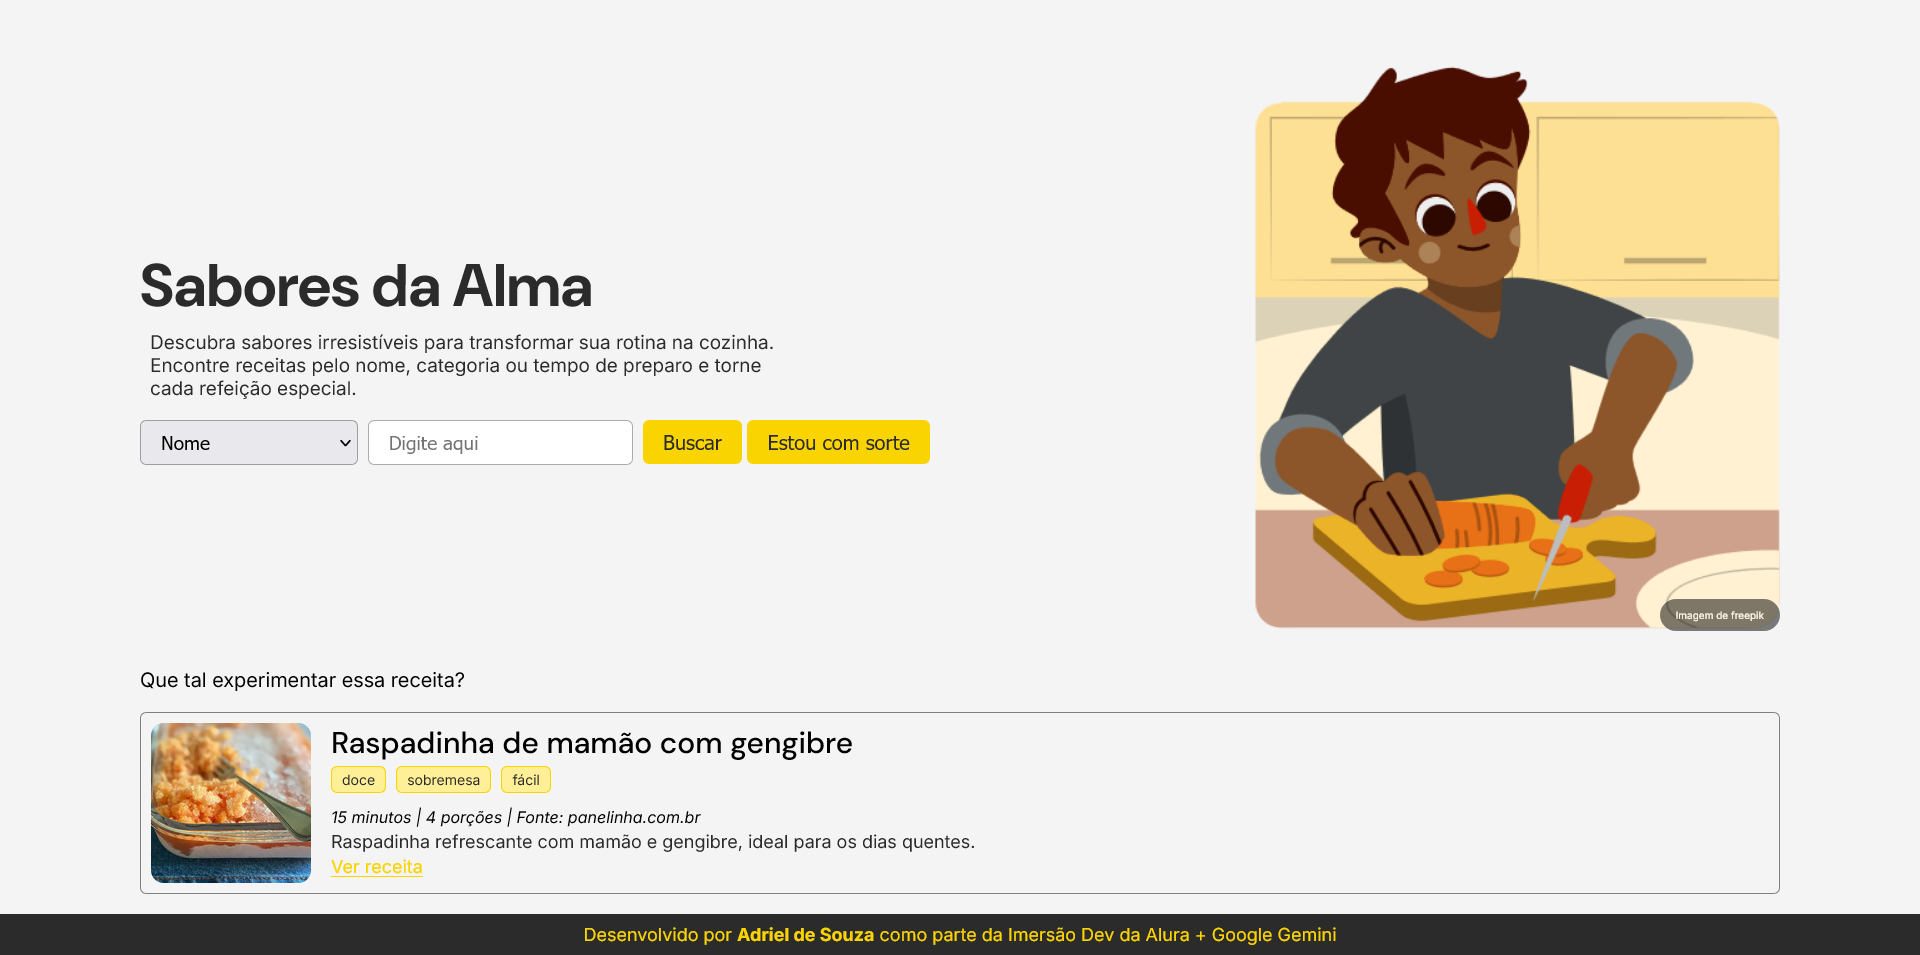 Sabores da Alma
Descubra sabores irresistíveis para transformar sua rotina na cozinha.
Encontre receitas pelo nome, categoria ou tempo de preparo e torne
cada refeição especial.
Nome Digite aqui Buscar Estou com sorte
Imagem de freepik
Que tal experimentar essa receita?
Raspadinha de mamão com gengibre
doce sobremesa fácil
15 minutos | 4 porções | Fonte: panelinha.com.br
Raspadinha refrescante com mamão e gengibre, ideal para os dias quentes.
Ver receita
Desenvolvido por Adriel de Souza como parte da Imersão Dev da Alura + Google Gemini